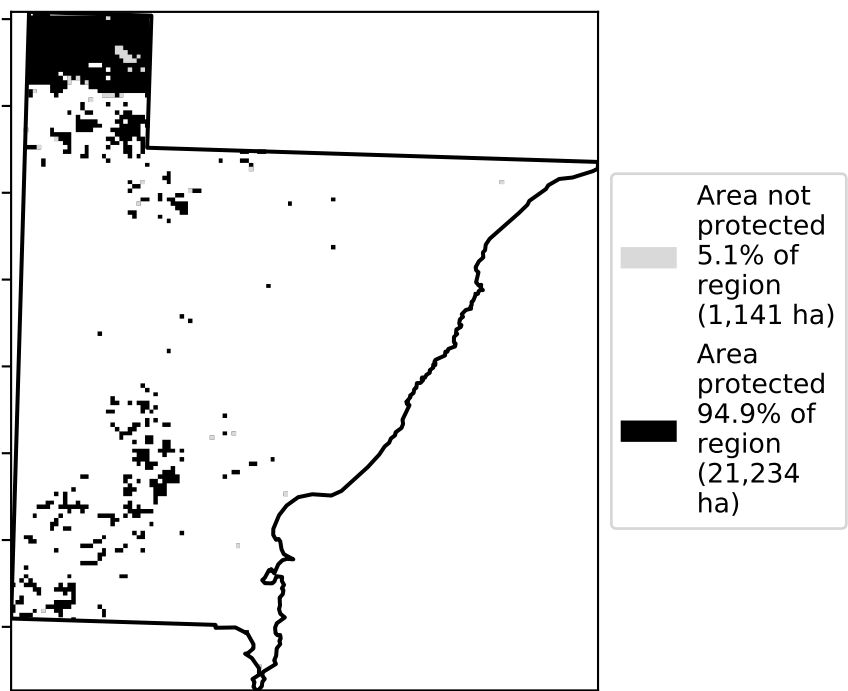 Area not
protected
5.1% of
region
(1,141 ha)
Area
protected
94.9% of
region
(21,234
ha)